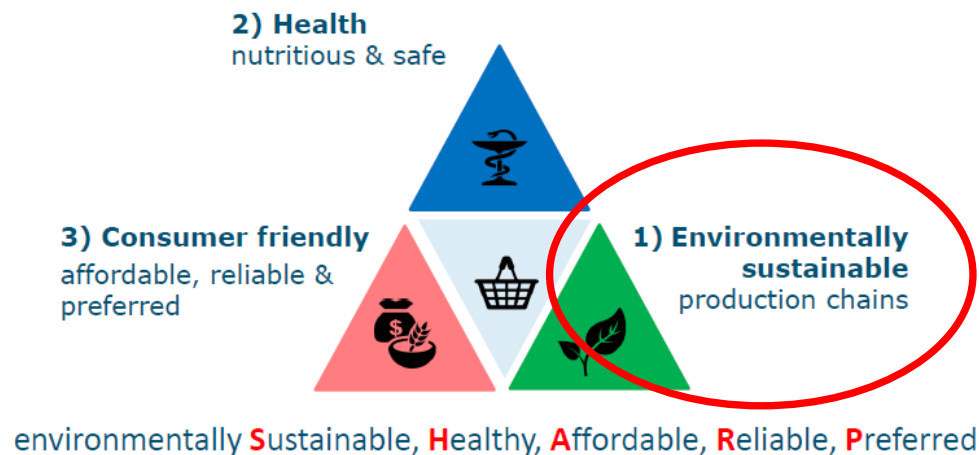 2) Health
nutritious & safe
3) Consumer friendly
affordable, reliable &
preferred
$
1) Environmentally
sustainable
production chains
environmentally Sustainable, Healthy, Affordable, Reliable, Preferred